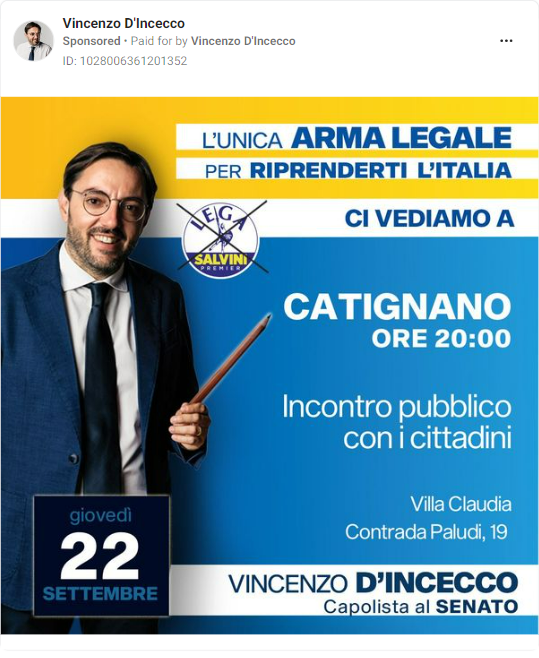 Vincenzo D'Incecco
Sponsored • Paid for by Vincenzo D'Incecco
ID: 1028006361201352
L'UNICA ARMA LEGALE
PER RIPRENDERTI L'ITALIA
CI VEDIAMO A
LEGA
SALVINI
PREMIER
CATIGNANO
ORE 20:00
Incontro pubblico
con i cittadini
Villa Claudia
Contrada Paludi, 19
giovedì
22
SETTEMBRE
VINCENZO D'INCECCO
Capolista al SENATO